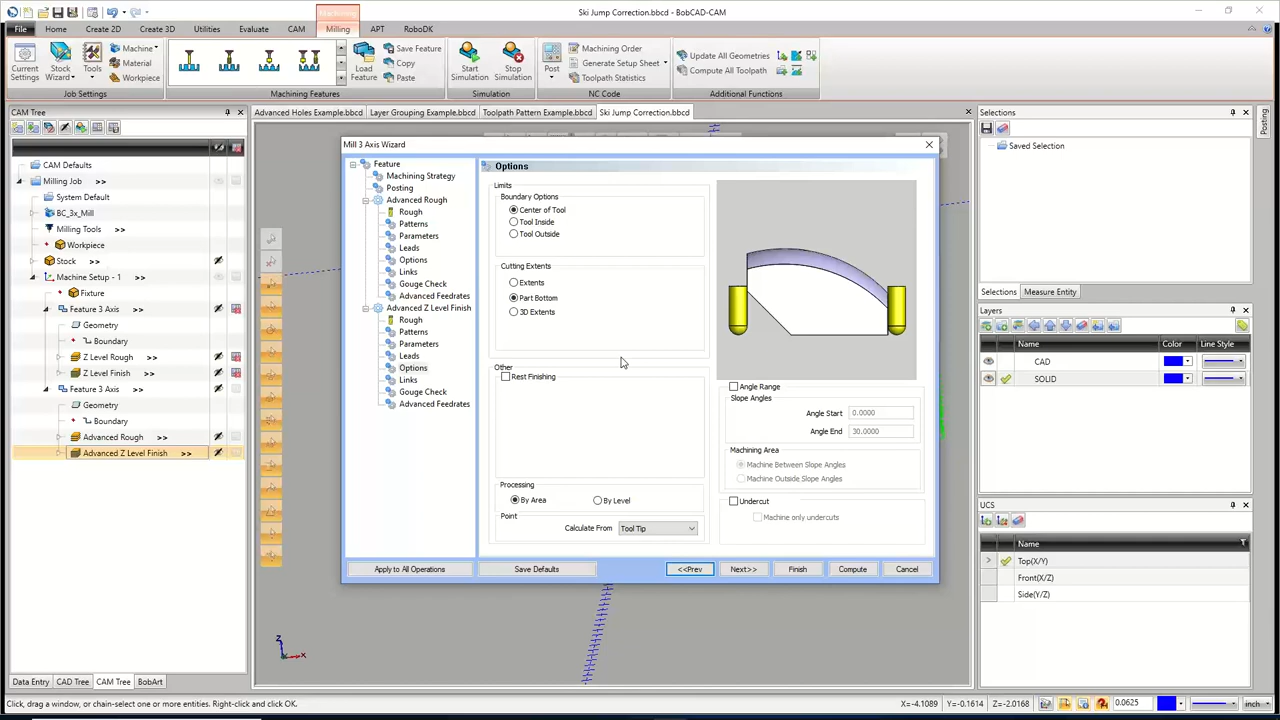 Ski Jump Correction.bbcd - BobCAD-CAM
Machining
File Home Create 2D Create 3D Utilities Evaluate CAM Milling APT RoboDK
Current Settings
Stock Wizard
Tools
Machine
Material
Workpiece
Job Settings
Load Feature
Save Feature
Copy
Paste
Machining Features
Start Simulation
Stop Simulation
Simulation
Post
Machining Order
Generate Setup Sheet
Toolpath Statistics
NC Code
Update All Geometries
Compute All Toolpath
Additional Functions
CAM Tree
Advanced Holes Example.bbcd Layer Grouping Example.bbcd Toolpath Pattern Example.bbcd Ski Jump Correction.bbcd
CAM Defaults
Milling Job >>
System Default
BC_3x_Mill
Milling Tools >>
Workpiece
Stock >>
Machine Setup - 1 >>
Fixture
Feature 3 Axis >>
Geometry
Boundary
Z Level Rough >>
Z Level Finish >>
Feature 3 Axis >>
Geometry
Boundary
Advanced Rough >>
Advanced Z Level Finish >>
Data Entry CAD Tree CAM Tree BobArt
Mill 3 Axis Wizard
Feature
Machining Strategy
Posting
Advanced Rough
Rough
Patterns
Parameters
Leads
Options
Links
Gouge Check
Advanced Feedrates
Advanced Z Level Finish
Rough
Patterns
Parameters
Leads
Options
Links
Gouge Check
Advanced Feedrates
Options
Limits
Boundary Options
Center of Tool
Tool Inside
Tool Outside
Cutting Extents
Extents
Part Bottom
3D Extents
Other
Rest Finishing
Processing
By Area By Level
Point
Calculate From Tool Tip
Angle Range
Slope Angles
Angle Start 0.0000
Angle End 30.0000
Machining Area
Machine Between Slope Angles
Machine Outside Slope Angles
Undercut
Machine only undercuts
Apply to All Operations Save Defaults <<Prev Next>> Finish Compute Cancel
Z
X
Selections
Saved Selection
Posting
Selections Measure Entity
Layers
Name Color Line Style
CAD
SOLID
UCS
Name
Top(X/Y)
Front(X/Z)
Side(Y/Z)
Click, drag a window, or chain-select one or more entities. Right-click and click OK.
X=-4.1089 Y=-0.1614 Z=-2.0168 0.0625 inch